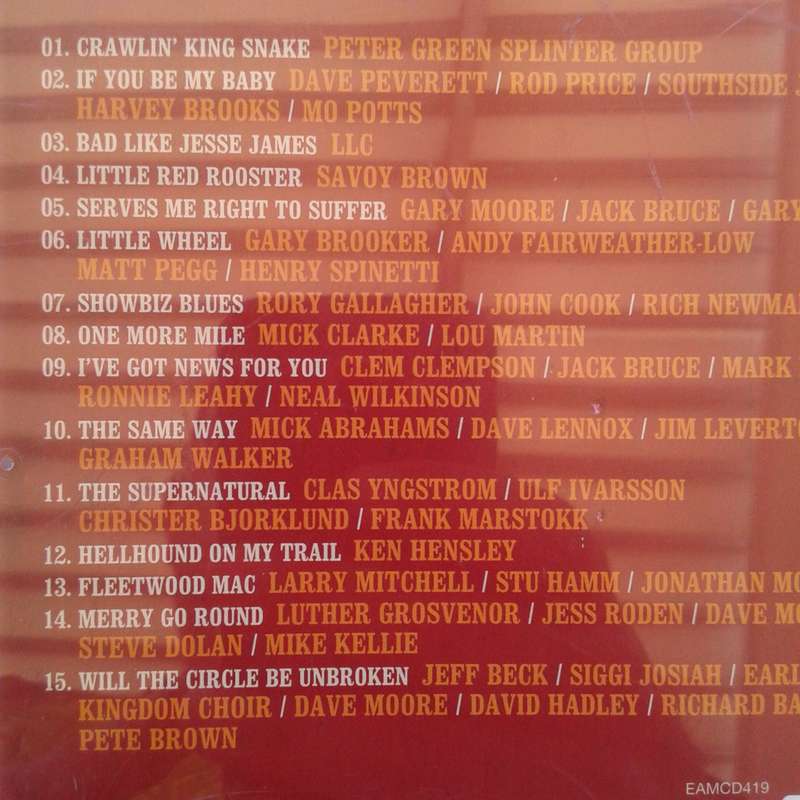 01. CRAWLIN' KING SNAKE PETER GREEN SPLINTER GROUP
02. IF YOU BE MY BABY DAVE PEVERETT / ROD PRICE / SOUTHSIDE
HARVEY BROOKS / MO POTTS
03. BAD LIKE JESSE JAMES LLC
04. LITTLE RED ROOSTER SAVOY BROWN
05. SERVES ME RIGHT TO SUFFER GARY MOORE / JACK BRUCE / GARY
06. LITTLE WHEEL GARY BROOKER / ANDY FAIRWEATHER-LOW
MATT PEGG / HENRY SPINETTI
07. SHOWBIZ BLUES RORY GALLAGHER / JOHN COOK / RICH NEWMA
08. ONE MORE MILE MICK CLARKE / LOU MARTIN
09. I'VE GOT NEWS FOR YOU CLEM CLEMPSON / JACK BRUCE / MARK
RONNIE LEAHY / NEAL WILKINSON
10. THE SAME WAY MICK ABRAHAMS / DAVE LENNOX / JIM LEVERT
GRAHAM WALKER
11. THE SUPERNATURAL CLAS YNGSTROM / ULF IVARSSON
CHRISTER BJORKLUND / FRANK MARSTOKK
12. HELLHOUND ON MY TRAIL KEN HENSLEY
13. FLEETWOOD MAC LARRY MITCHELL / STU HAMM / JONATHAN MO
14. MERRY GO ROUND LUTHER GROSVENOR / JESS RODEN / DAVE MO
STEVE DOLAN / MIKE KELLIE
15. WILL THE CIRCLE BE UNBROKEN JEFF BECK / SIGGI JOSIAH / EARL
KINGDOM CHOIR / DAVE MOORE / DAVID HADLEY / RICHARD BA
PETE BROWN
EAMCD419